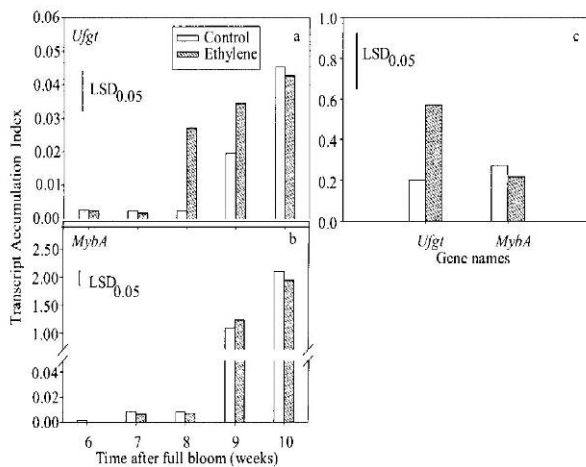 Transcript Accumulation Index
0.06
0.05
0.04
0.03
0.02
0.01
0.00
Ufgt
a
Control
Ethylene
LSD0.05
2.50
2.00
1.50
1.00
0.04
0.02
0.00
MybA
b
LSD0.05
6 7 8 9 10
Time after full bloom (weeks)
1.0
0.8
0.6
0.4
0.2
0.0
c
LSD0.05
Ufgt MybA
Gene names